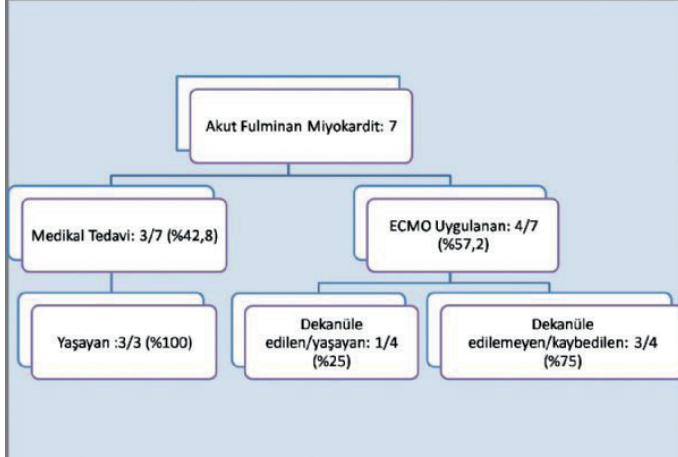 Akut Fulminan Miyokardit: 7
Medikal Tedavi: 3/7 (%42,8)
ECMO Uygulanan: 4/7
(%57,2)
Yaşayan :3/3 (%100)
Dekanüle
edilen/yaşayan: 1/4
(%25)
Dekanüle
edilemeyen/kaybedilen: 3/4
(%75)